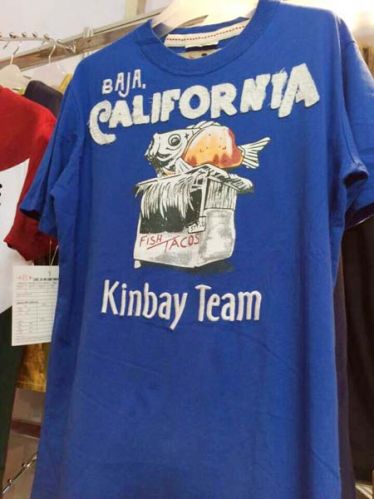 BAJA,
CALIFORNIA
FISH TACOS
Kinbay Team